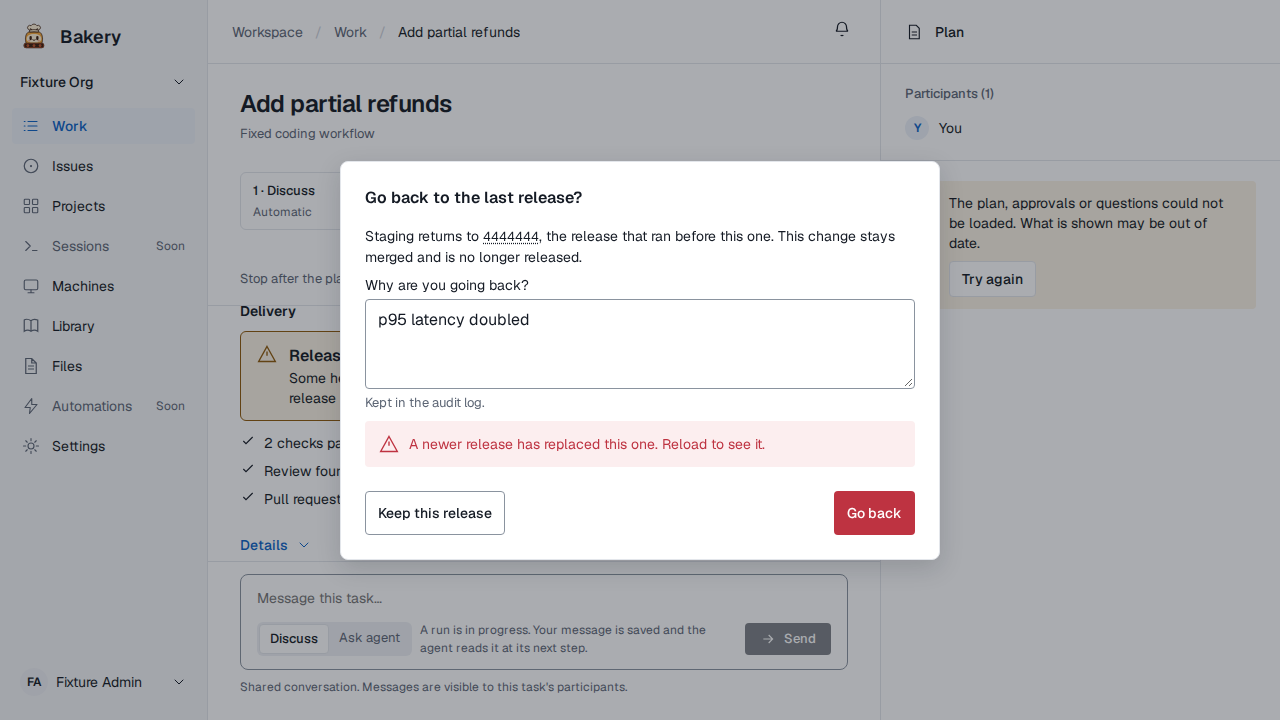 Bakery
Fixture Org
Work
Issues
Projects
Sessions Soon
Machines
Library
Files
Automations Soon
Settings
FA Fixture Admin
Workspace / Work / Add partial refunds
Add partial refunds
Fixed coding workflow
1 · Discuss
Automatic
Stop after the
Delivery
Some
release
2 checks
Review
Pull request
Details
Go back to the last release?
Staging returns to 4444444, the release that ran before this one. This change stays
merged and is no longer released.
Why are you going back?
p95 latency doubled
Kept in the audit log.
A newer release has replaced this one. Reload to see it.
Keep this release
Go back
Message this task...
Discuss
Ask agent
A run is in progress. Your message is saved and the
agent reads it at its next step.
Send
Shared conversation. Messages are visible to this task's participants.
Plan
Participants (1)
Y You
The plan, approvals or questions could not
be loaded. What is shown may be out of
date.
Try again